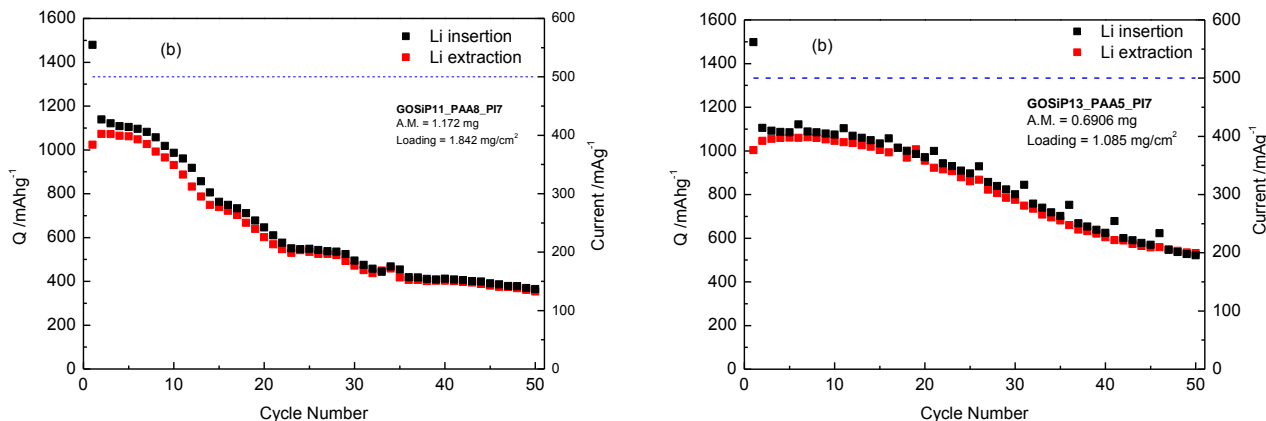 1600
1400
1200
1000
800
600
400
200
0
Q /mAhg-1
0
10
20
30
40
50
Cycle Number
600
500
400
300
200
100
0
Current /mAg-1
(b)
Li insertion
Li extraction
GOSiP11_PAA8_PI7
A.M. = 1.172 mg
Loading = 1.842 mg/cm2
1600
1400
1200
1000
800
600
400
200
0
Q /mAhg-1
0
10
20
30
40
50
Cycle Number
600
500
400
300
200
100
0
Current /mAg-1
(b)
Li insertion
Li extraction
GOSiP13_PAA5_PI7
A.M. = 0.6906 mg
Loading = 1.085 mg/cm2